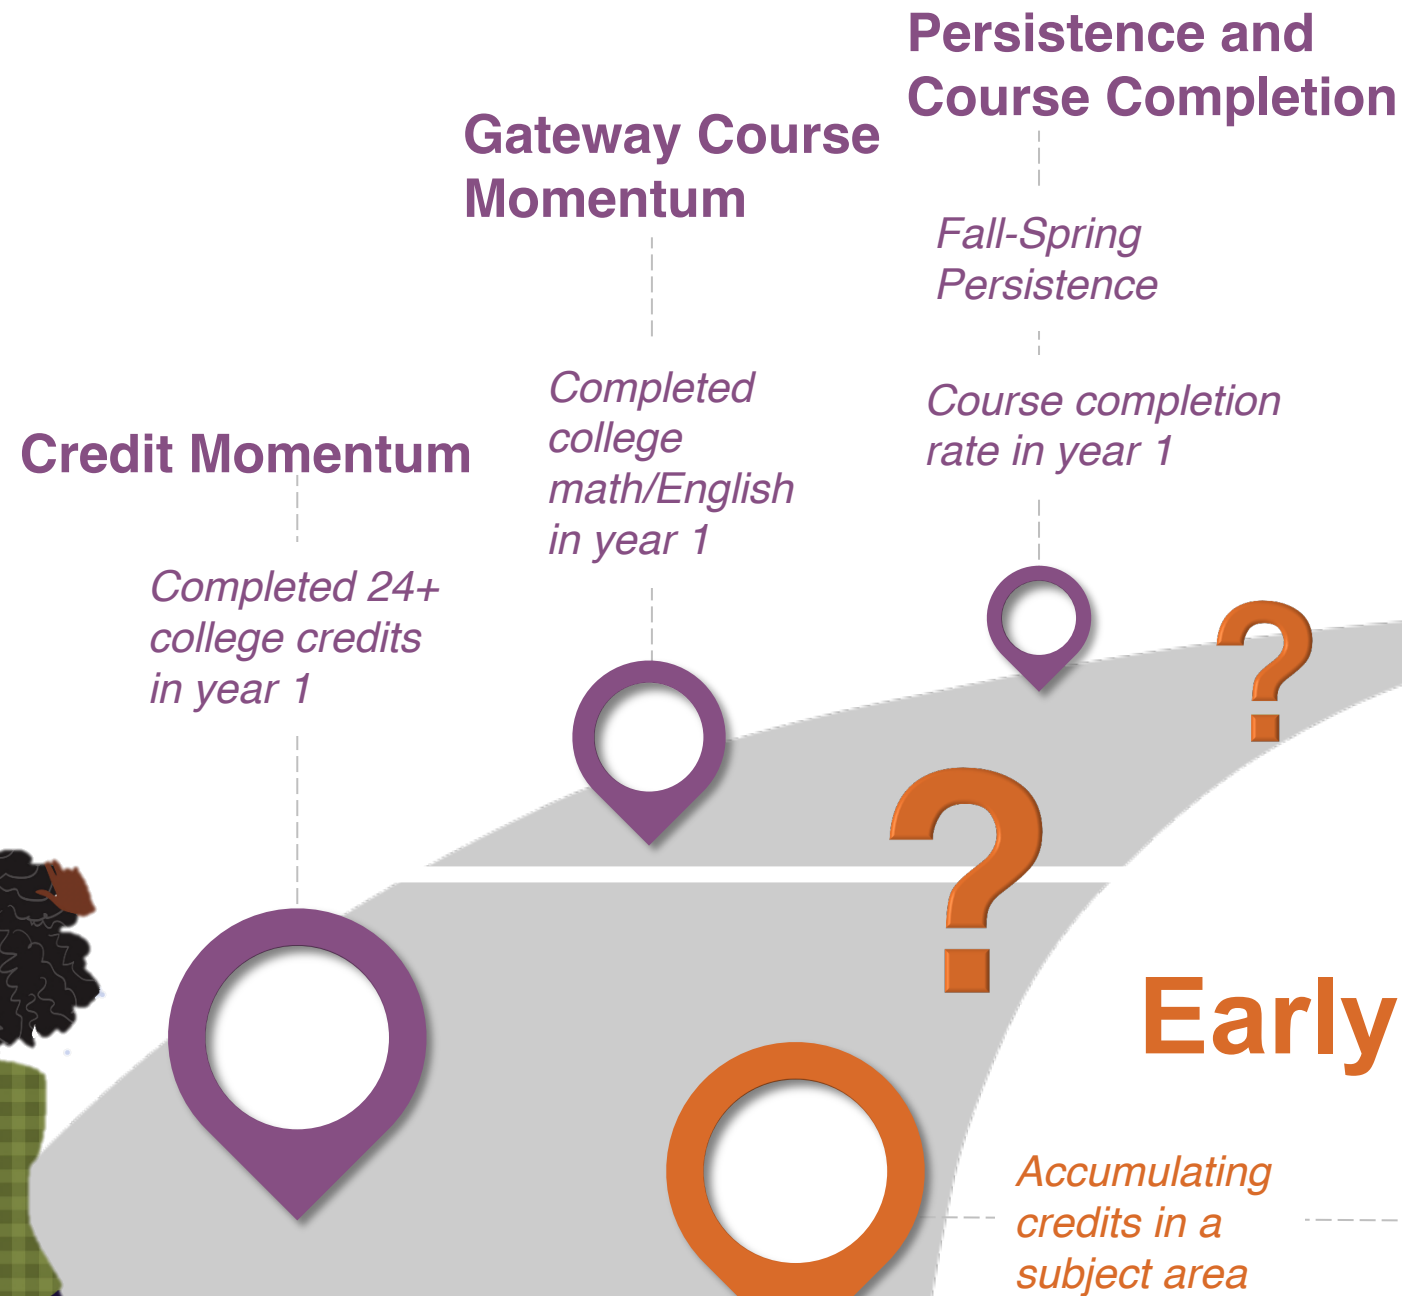 Persistence and
Course Completion
Gateway Course
Momentum
Fall-Spring
Persistence
Completed
college
math/English
in year 1
Course completion
rate in year 1
Credit Momentum
Completed 24+
college credits
in year 1
?
?
Early
Accumulating
credits in a
subject area